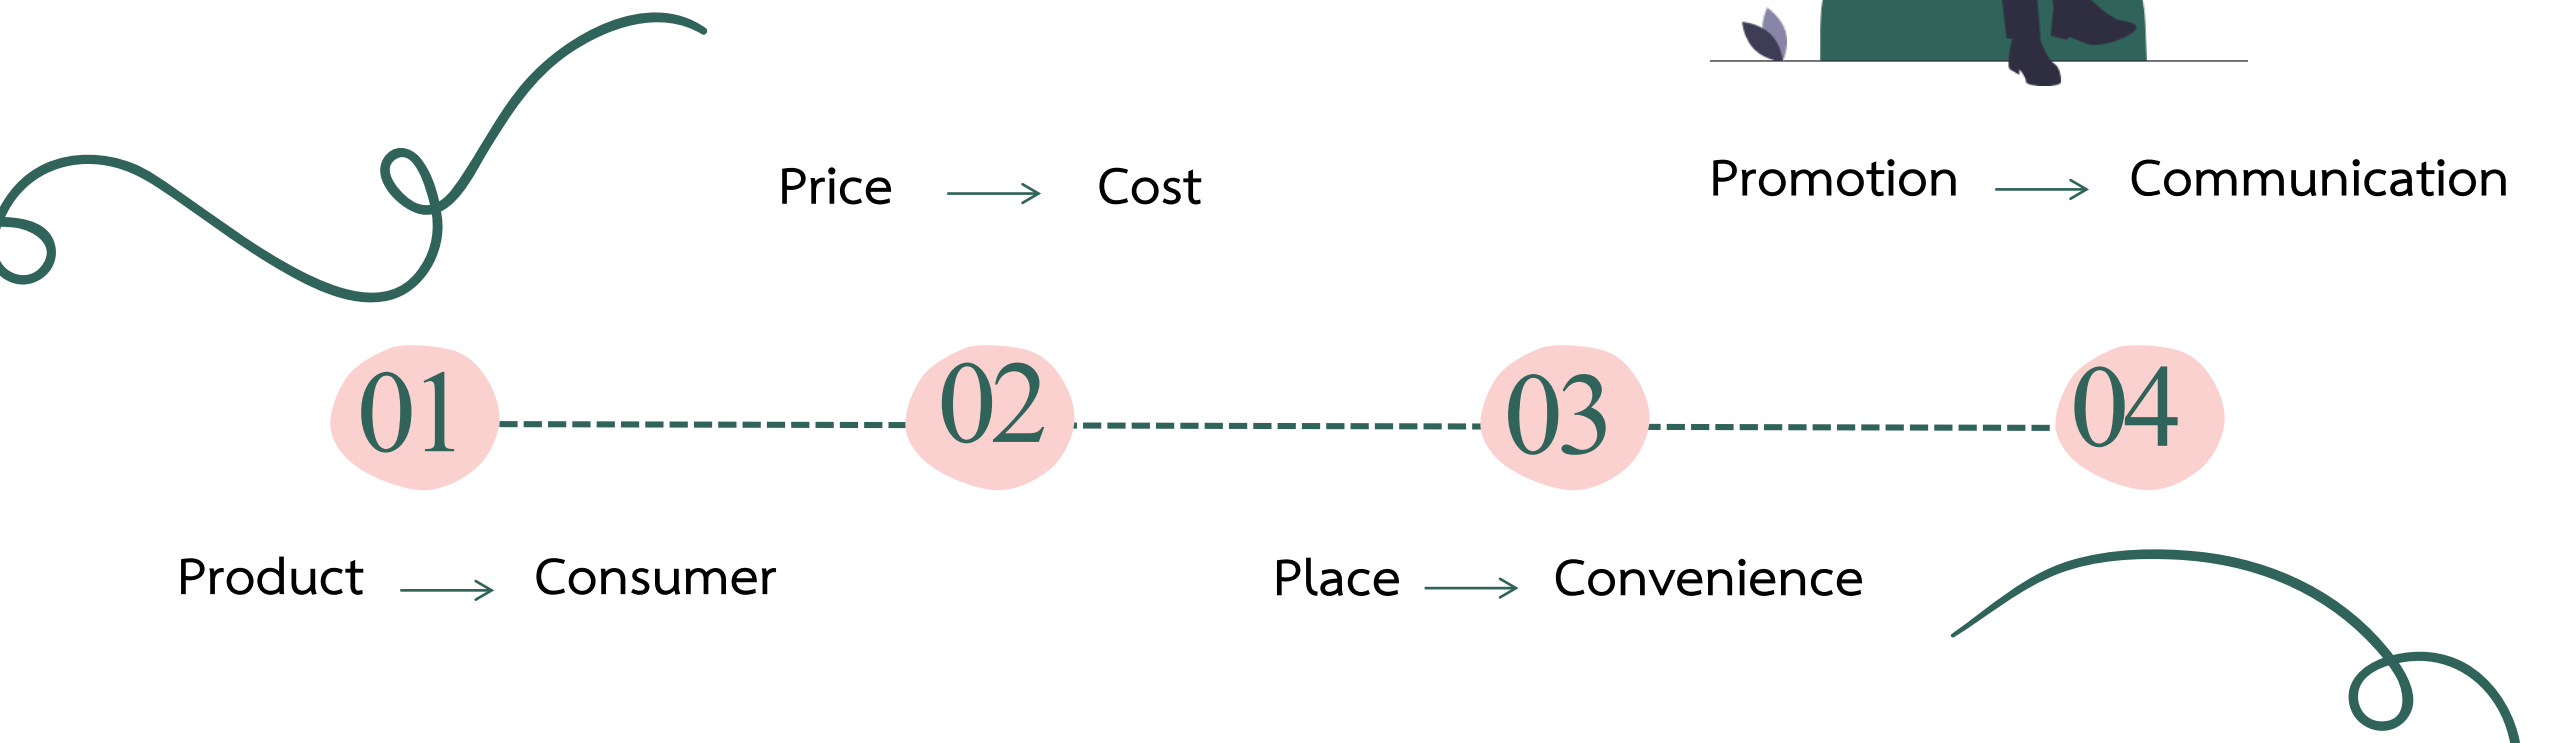 Price → Cost
Promotion → Communication
01
02
03
04
Product → Consumer
Place → Convenience